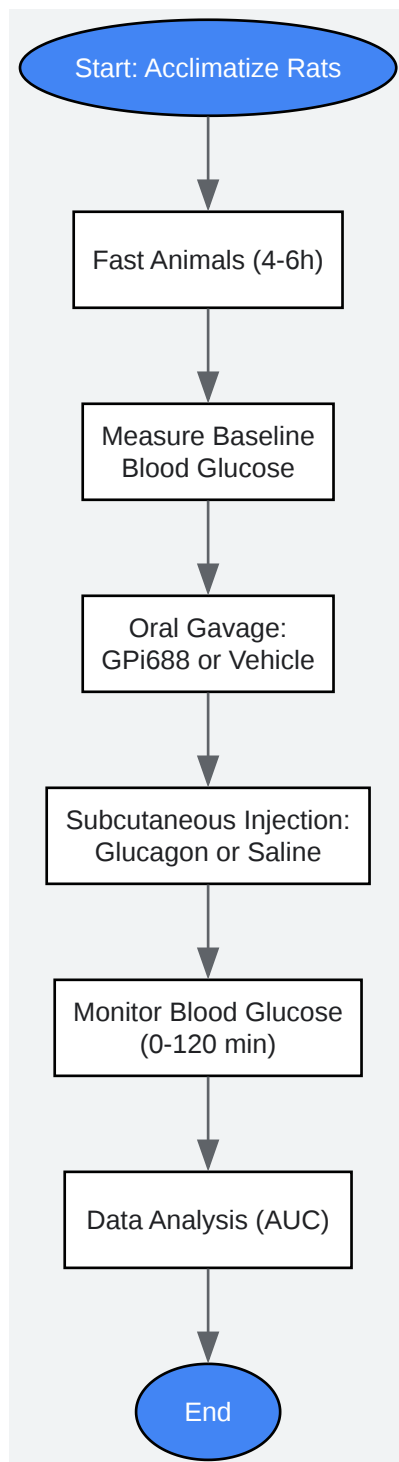 Start: Acclimatize Rats
Fast Animals (4-6h)
Measure Baseline
Blood Glucose
Oral Gavage:
GPi688 or Vehicle
Subcutaneous Injection:
Glucagon or Saline
Monitor Blood Glucose
(0-120 min)
Data Analysis (AUC)
End